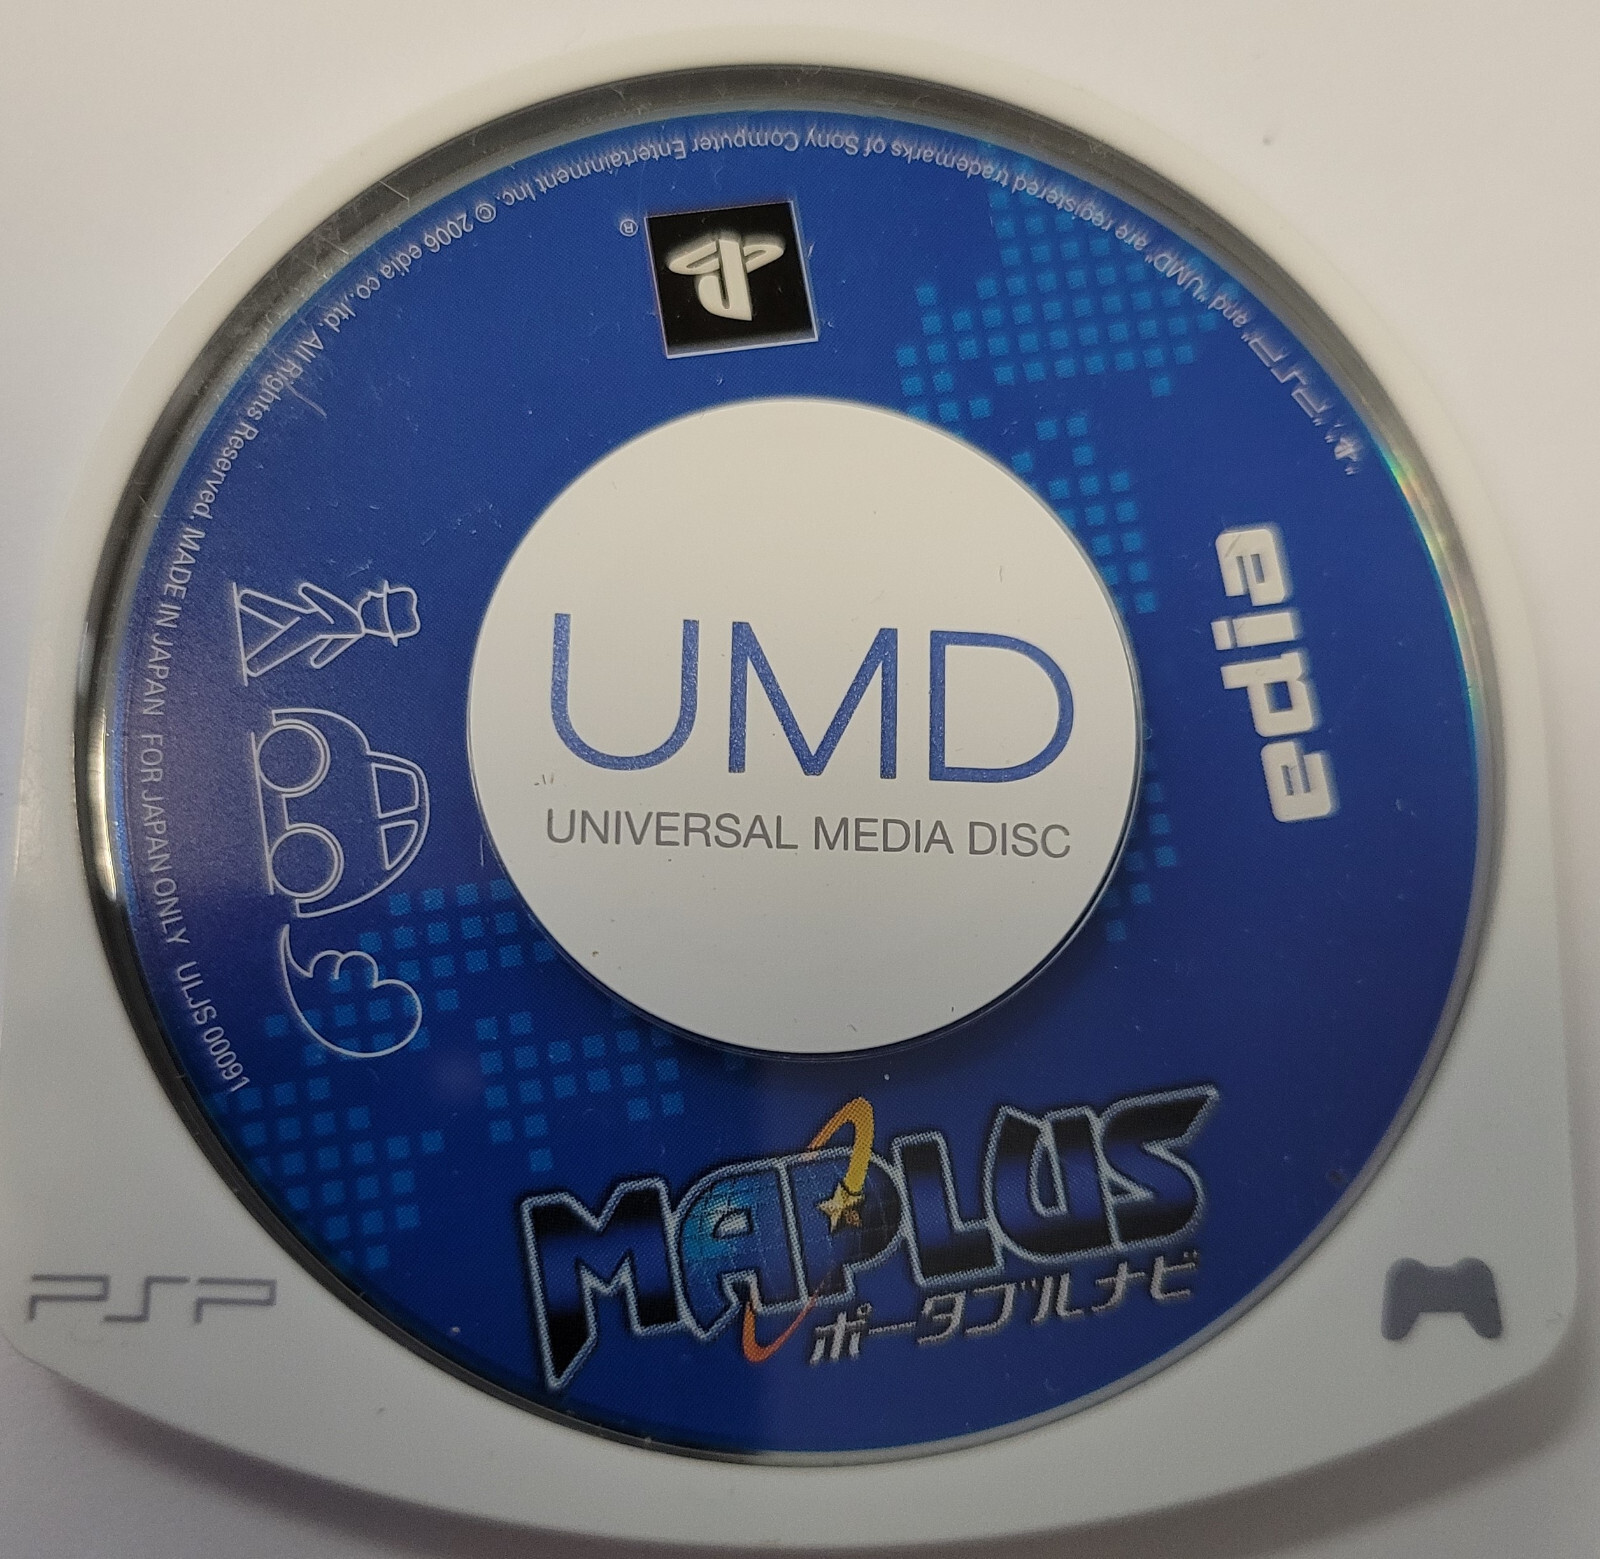 "PSP" and "UMD" are registered trademarks of Sony Computer Entertainment Inc. © 2006 edia co.,ltd. All Rights Reserved. MADE IN JAPAN FOR JAPAN ONLY UIJS 00091
®
edia
UMD
UNIVERSAL MEDIA DISC
MAPLUS
ポータブルナビ
PSP